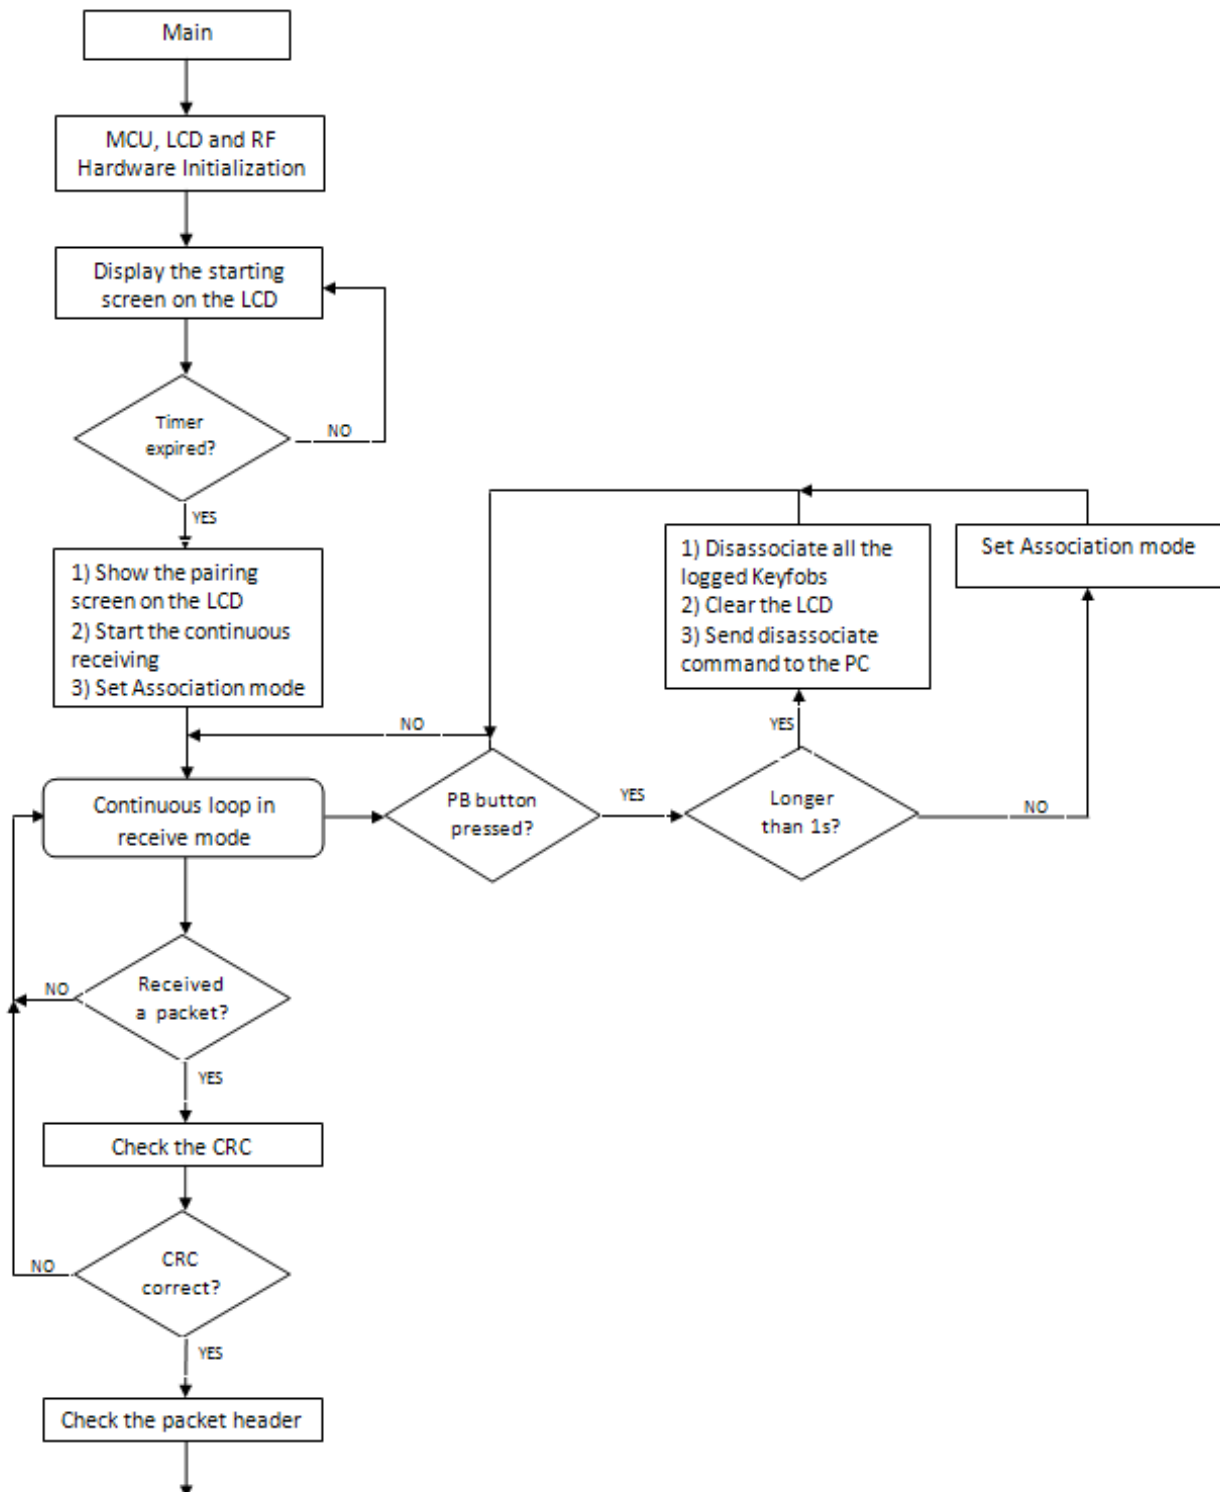 Main
MCU, LCD and RF
Hardware Initialization
Display the starting
screen on the LCD
Timer
expired?
NO
YES
1) Show the pairing
screen on the LCD
2) Start the continuous
receiving
3) Set Association mode
1) Disassociate all the
logged Keyfobs
2) Clear the LCD
3) Send disassociate
command to the PC
Set Association mode
NO
YES
Continuous loop in
receive mode
PB button
pressed?
YES
Longer
than 1s?
NO
Received
a packet?
NO
YES
Check the CRC
CRC
correct?
NO
YES
Check the packet header